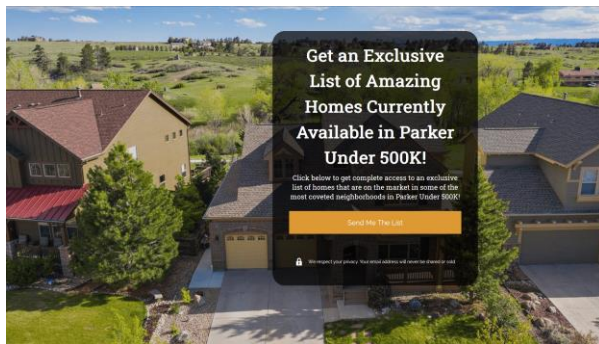 Get an Exclusive
List of Amazing
Homes Currently
Available in Parker
Under 500K!
Click below to get complete access to an exclusive
list of homes that are on the market in some of the
most coveted neighborhoods in Parker Under 500K!
Send Me The List
We respect your privacy. Your email address will never be shared or sold.